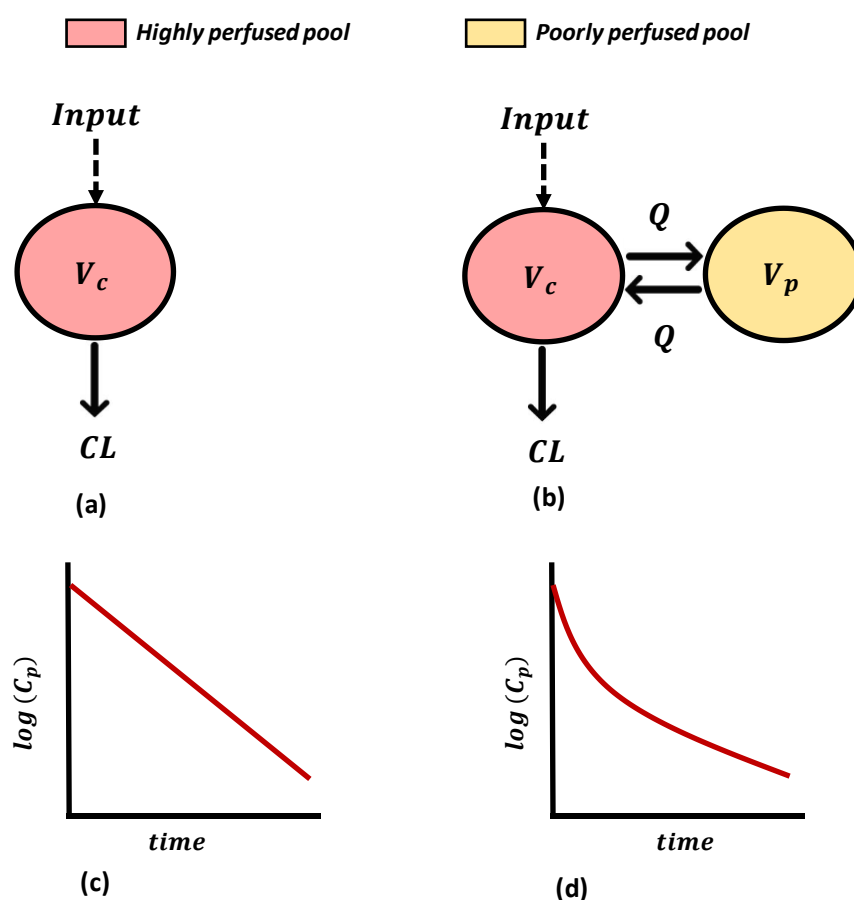 Highly perfused pool
Poorly perfused pool
Input
V_c
CL
(a)
Input
Q
V_c
V_p
Q
CL
(b)
log (C_p)
time
(c)
log (C_p)
time
(d)